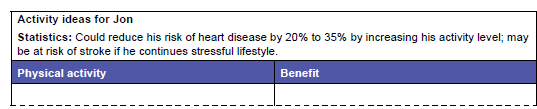 Activity ideas for Jon
Statistics: Could reduce his risk of heart disease by 20% to 35% by increasing his activity level; may
be at risk of stroke if he continues stressful lifestyle.
Physical activity
Benefit